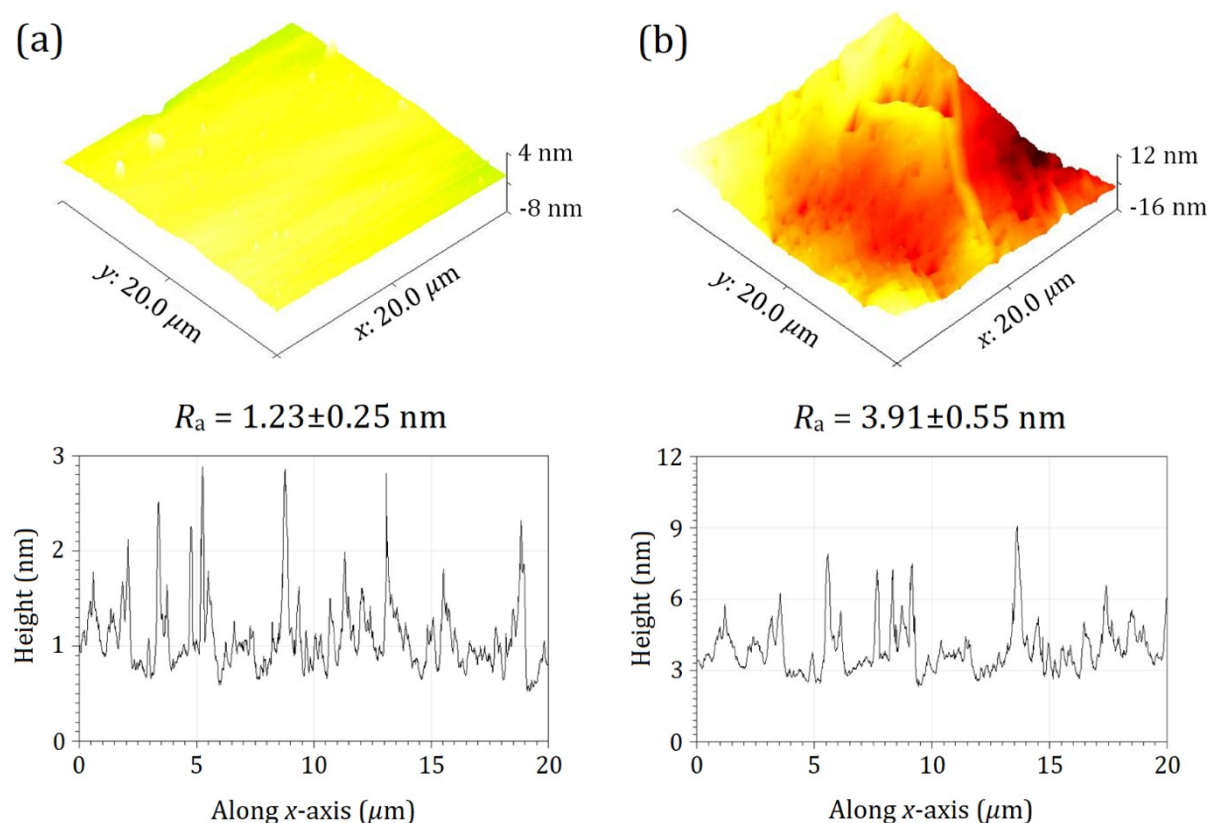 (a)
4 nm
-8 nm
y: 20.0 μm
x: 20.0 μm
Rₐ = 1.23±0.25 nm
3
2
1
0
Height (nm)
0 5 10 15 20
Along x-axis (μm)
(b)
12 nm
-16 nm
y: 20.0 μm
x: 20.0 μm
Rₐ = 3.91±0.55 nm
12
9
6
3
0
Height (nm)
0 5 10 15 20
Along x-axis (μm)